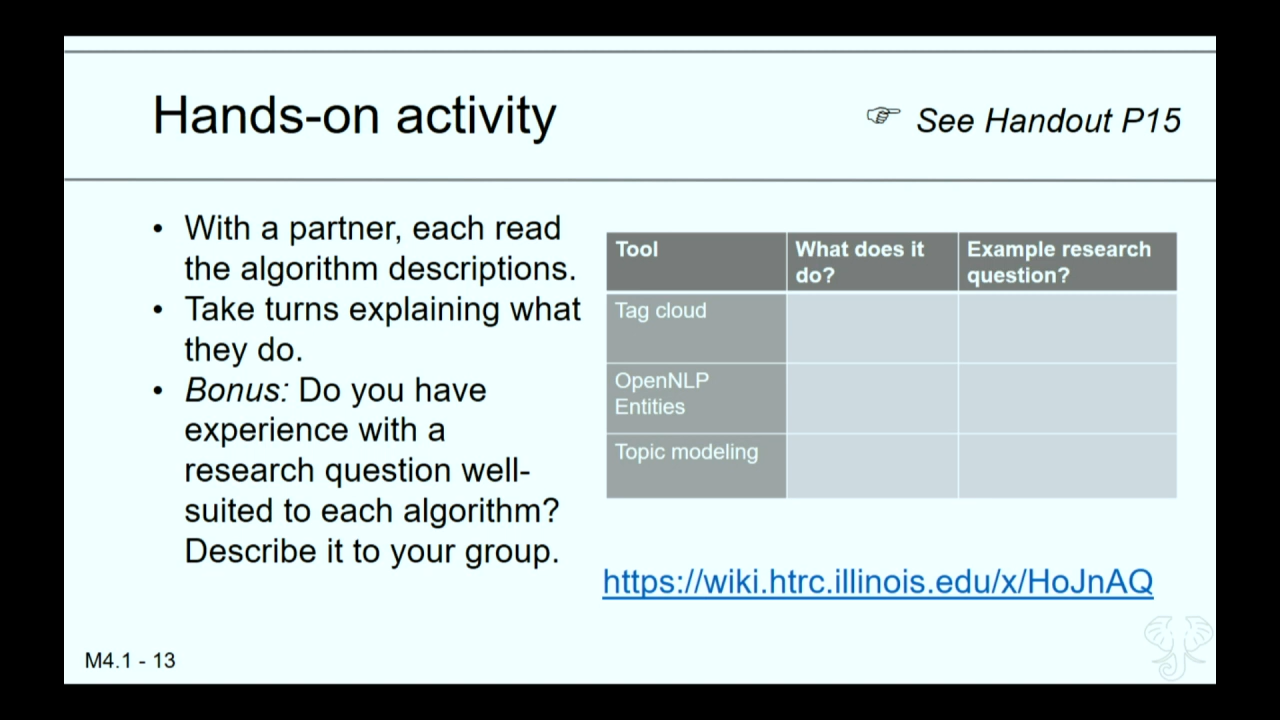 Hands-on activity
☞ See Handout P15
• With a partner, each read
the algorithm descriptions.
• Take turns explaining what
they do.
• Bonus: Do you have
experience with a
research question well-
suited to each algorithm?
Describe it to your group.
Tool
What does it
do?
Example research
question?
Tag cloud
OpenNLP
Entities
Topic modeling
https://wiki.htrc.illinois.edu/x/HoJnAQ
M4.1 - 13